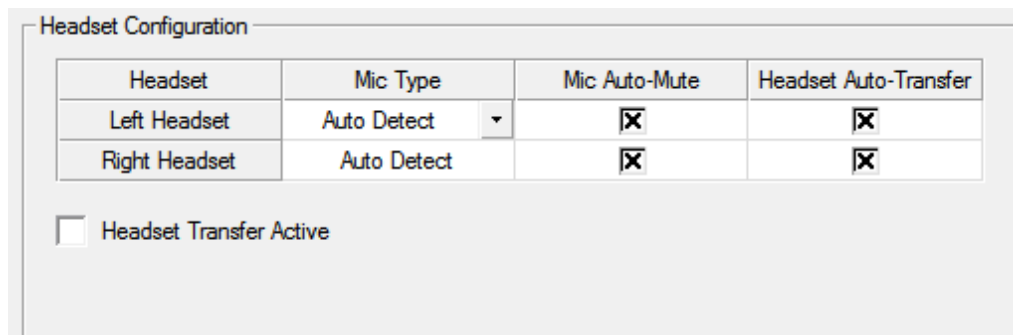 Headset Configuration
Headset Mic Type Mic Auto-Mute Headset Auto-Transfer
Left Headset Auto Detect
Right Headset Auto Detect
Headset Transfer Active